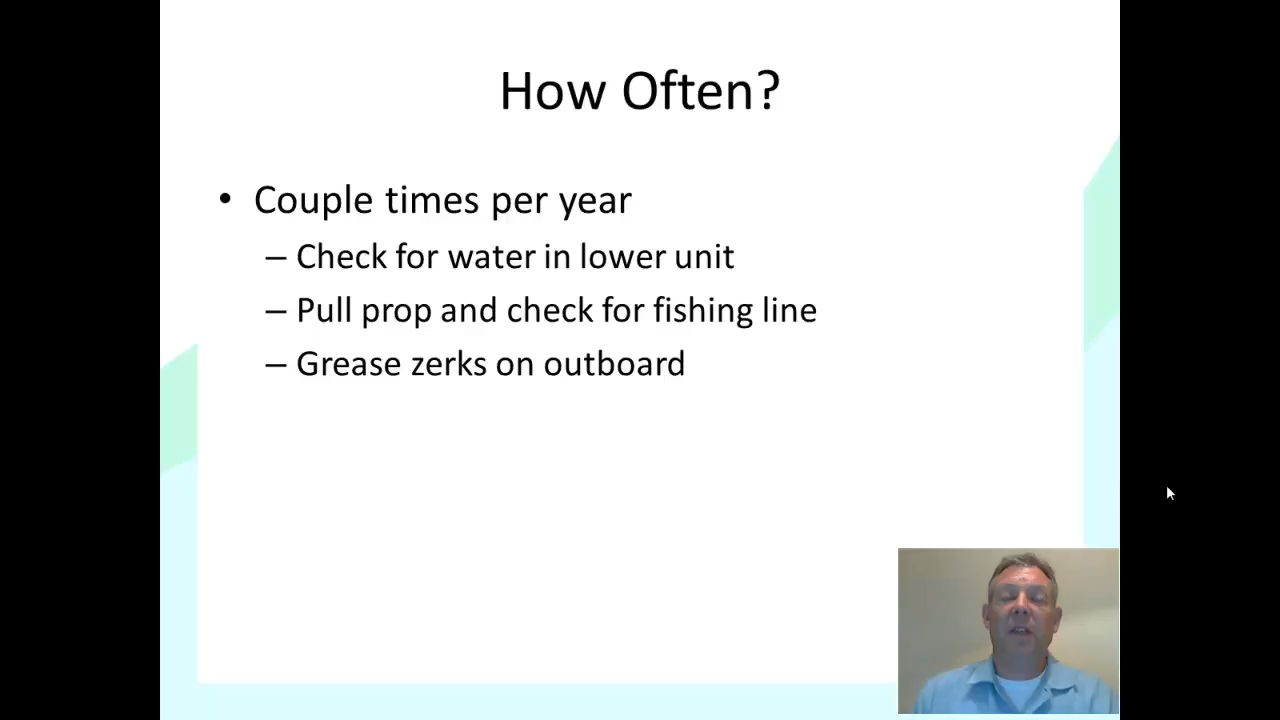 How Often?
• Couple times per year
– Check for water in lower unit
– Pull prop and check for fishing line
– Grease zerks on outboard